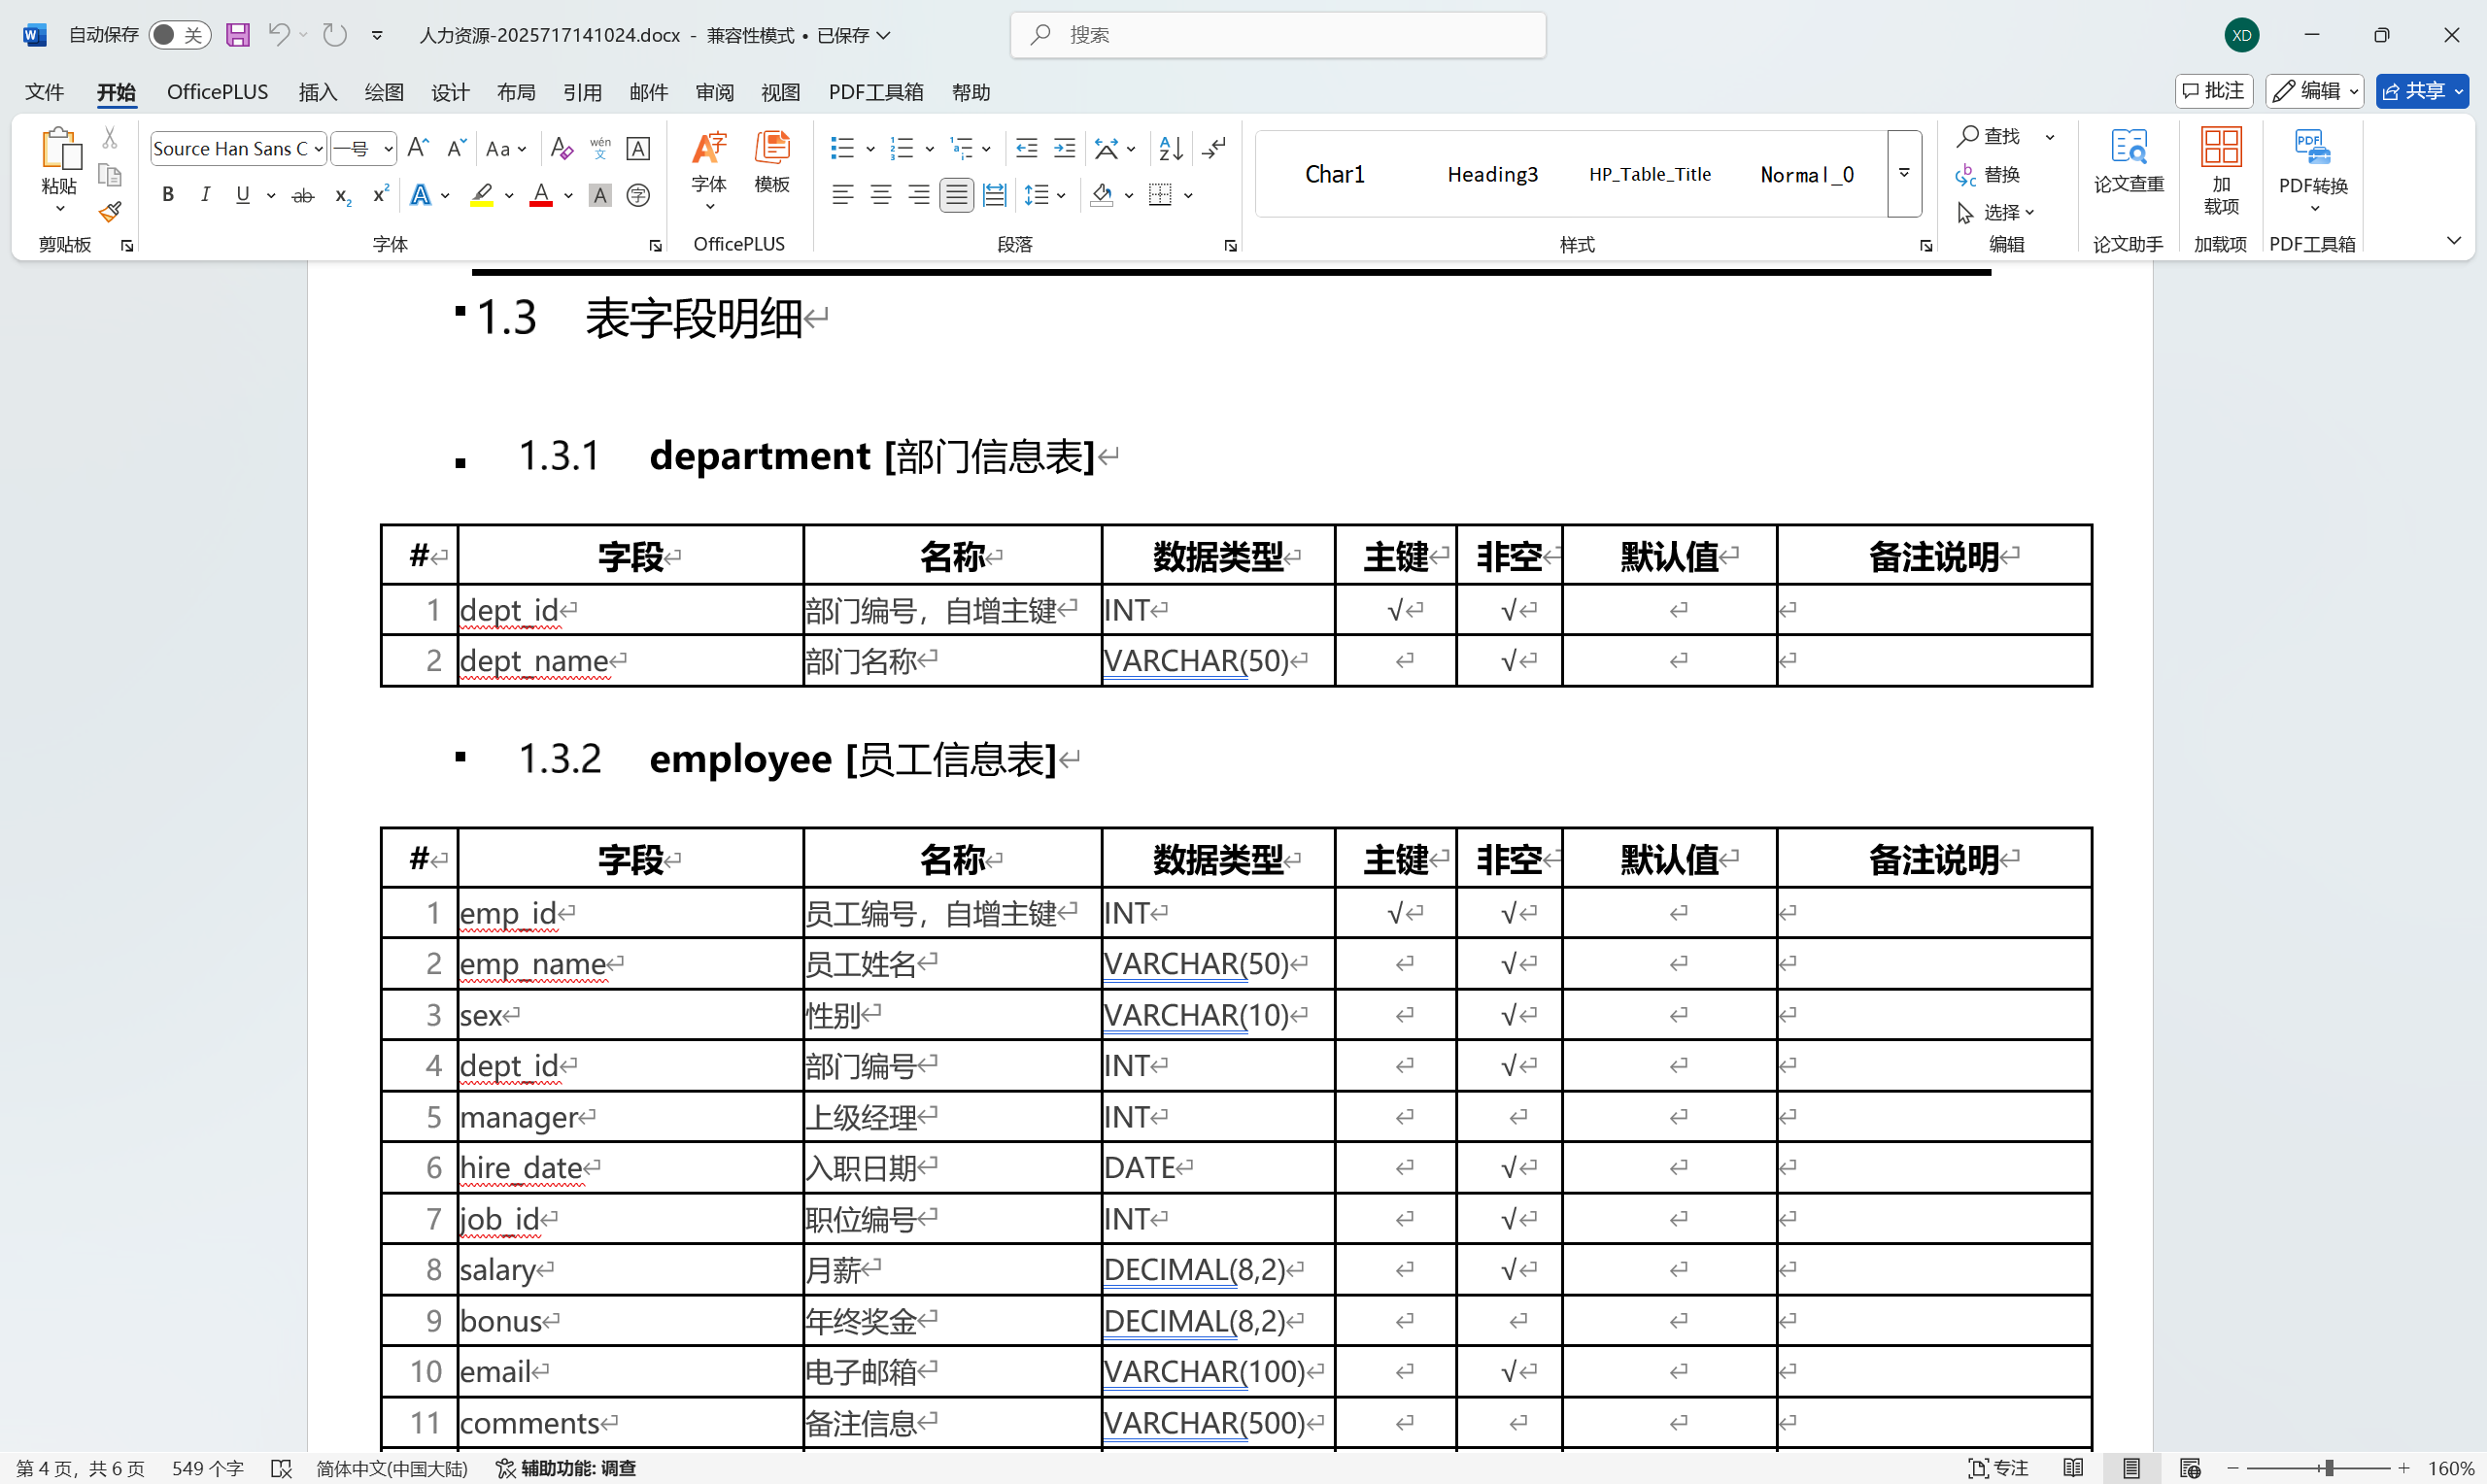 自动保存 关 人力资源-2025717141024.docx - 兼容性模式 • 已保存 搜索 XD
文件 开始 OfficePLUS 插入 绘图 设计 布局 引用 邮件 审阅 视图 PDF工具箱 帮助 批注 编辑 共享
粘贴 剪贴板
Source Han Sans C 一号 字体
字体 模板 OfficePLUS
段落
Char1 Heading3 HP_Table_Title Normal_0 样式
查找 替换 选择 编辑
论文查重 论文助手
加载项 加载项
PDF转换 PDF工具箱
1.3 表字段明细
1.3.1 department [部门信息表]
# 字段 名称 数据类型 主键 非空 默认值 备注说明
1 dept_id 部门编号，自增主键 INT √ √
2 dept_name 部门名称 VARCHAR(50) √
1.3.2 employee [员工信息表]
# 字段 名称 数据类型 主键 非空 默认值 备注说明
1 emp_id 员工编号，自增主键 INT √ √
2 emp_name 员工姓名 VARCHAR(50) √
3 sex 性别 VARCHAR(10) √
4 dept_id 部门编号 INT √
5 manager 上级经理 INT
6 hire_date 入职日期 DATE √
7 job_id 职位编号 INT √
8 salary 月薪 DECIMAL(8,2) √
9 bonus 年终奖金 DECIMAL(8,2)
10 email 电子邮箱 VARCHAR(100) √
11 comments 备注信息 VARCHAR(500)
第 4 页，共 6 页 549 个字 简体中文(中国大陆) 辅助功能: 调查 专注 160%